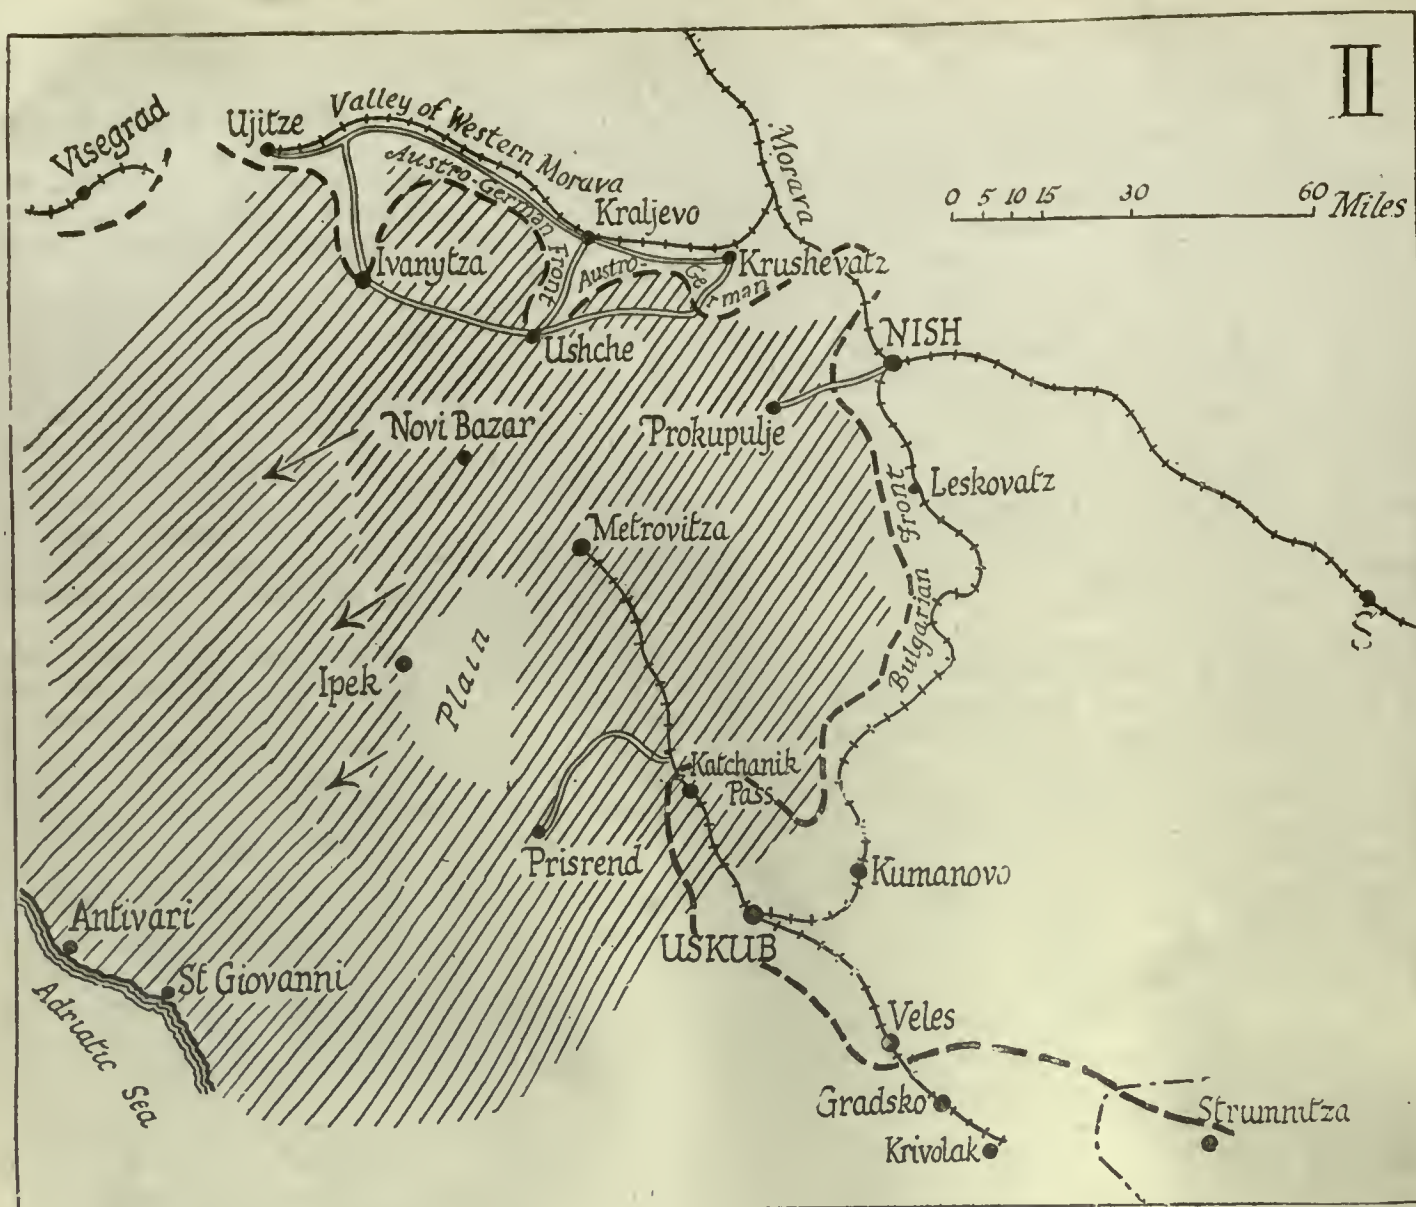 II
Visegrad
Ujitze
Valley of Western Morava
Morava
0 5 10 15 30 60 Miles
Austro-German Front
Kraljevo
Ivanytza
Austro-
German
Krushevatz
Ushche
NISH
Novi Bazar
Prokupulje
Leskovatz
Bulgarian front
Metrovitza
S
Ipek
Plain
Katchanik
Pass
Prisrend
Kumanovo
Antivari
USKUB
St Giovanni
Adriatic Sea
Veles
Gradsko
Strumnitza
Krivolak